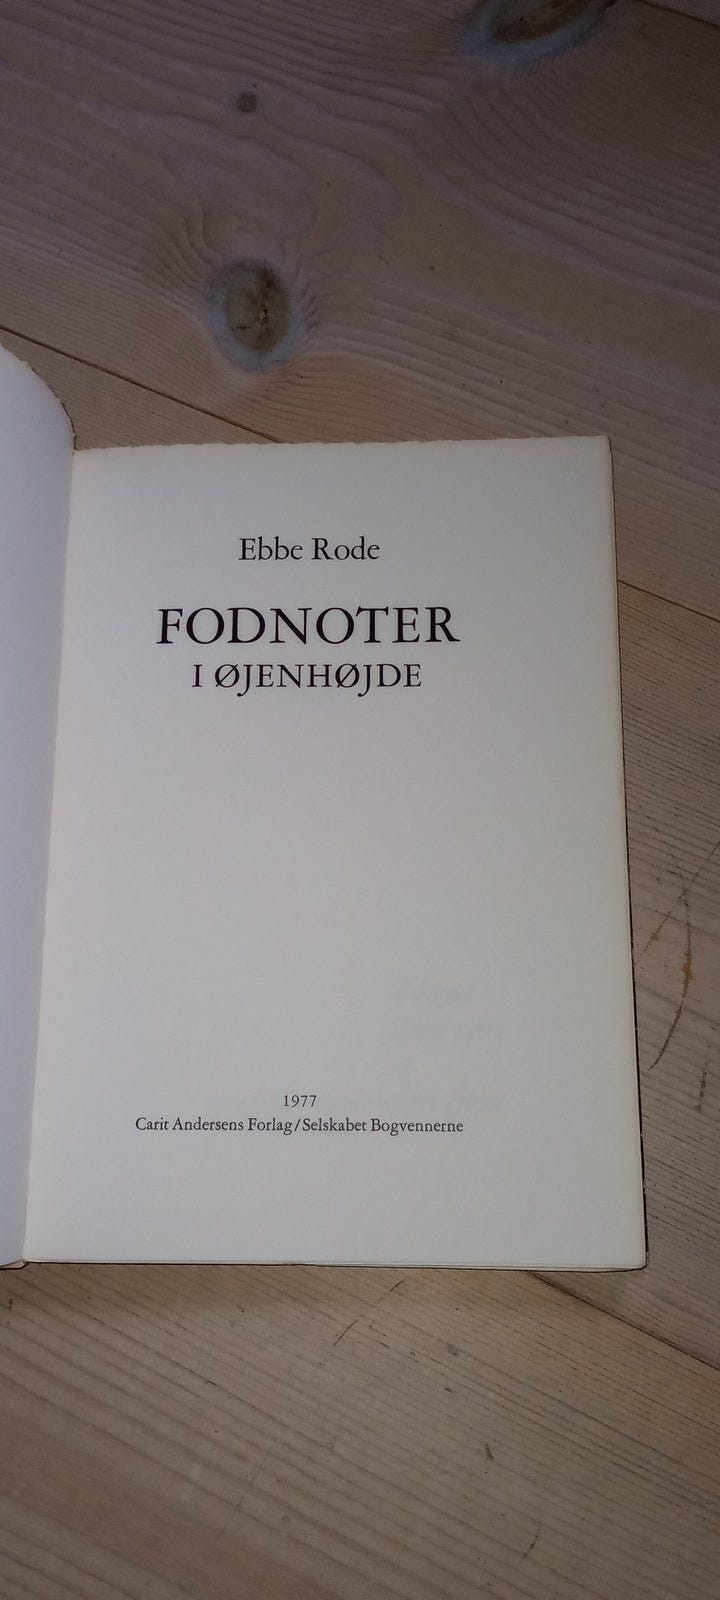 Ebbe Rode
FODNOTER
I ØJENHØJDE
1977
Carit Andersens Forlag/Selskabet Bogvennerne